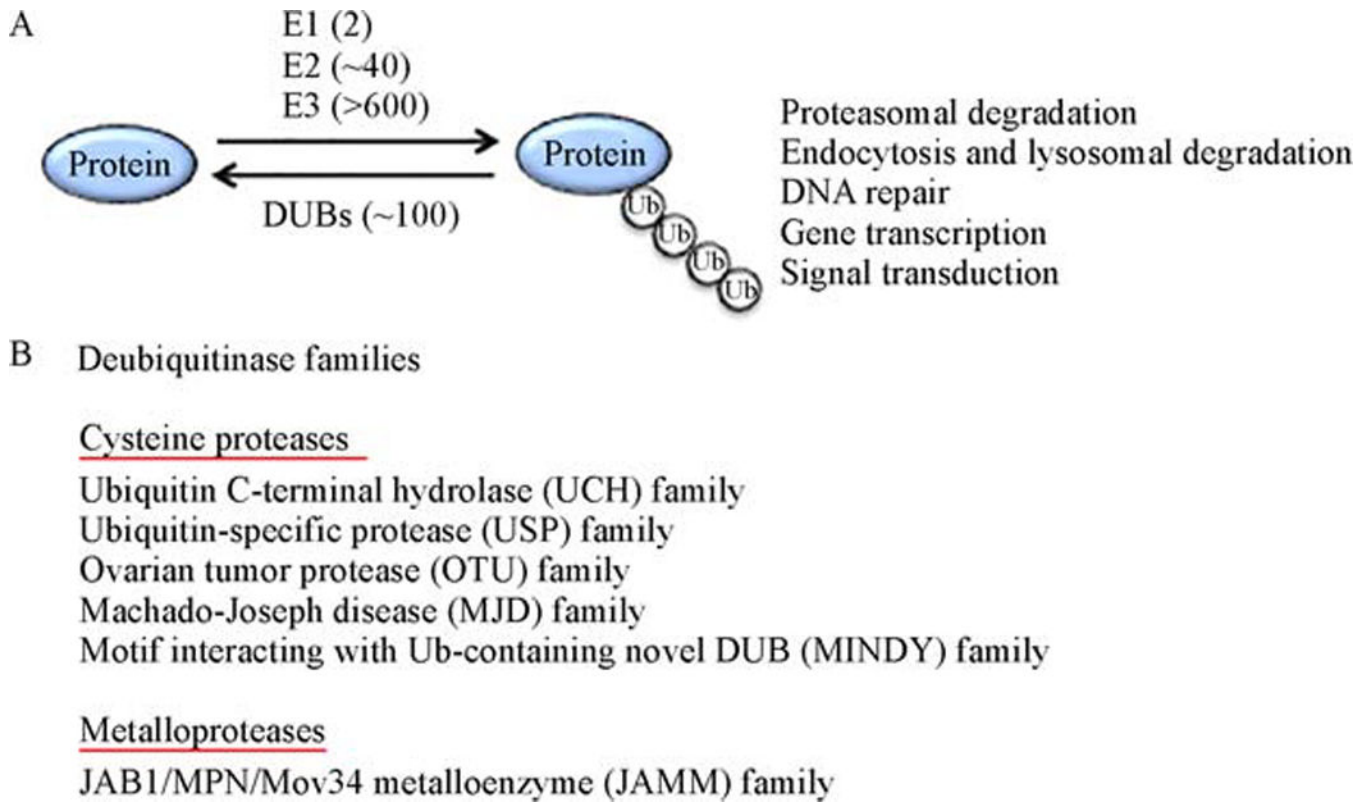 A
E1 (2)
E2 (~40)
E3 (>600)
Protein
DUBs (~100)
Protein
Ub
Ub
Ub
Ub
Proteasomal degradation
Endocytosis and lysosomal degradation
DNA repair
Gene transcription
Signal transduction
B Deubiquitinase families
Cysteine proteases
Ubiquitin C-terminal hydrolase (UCH) family
Ubiquitin-specific protease (USP) family
Ovarian tumor protease (OTU) family
Machado-Joseph disease (MJD) family
Motif interacting with Ub-containing novel DUB (MINDY) family
Metalloproteases
JAB1/MPN/Mov34 metalloenzyme (JAMM) family